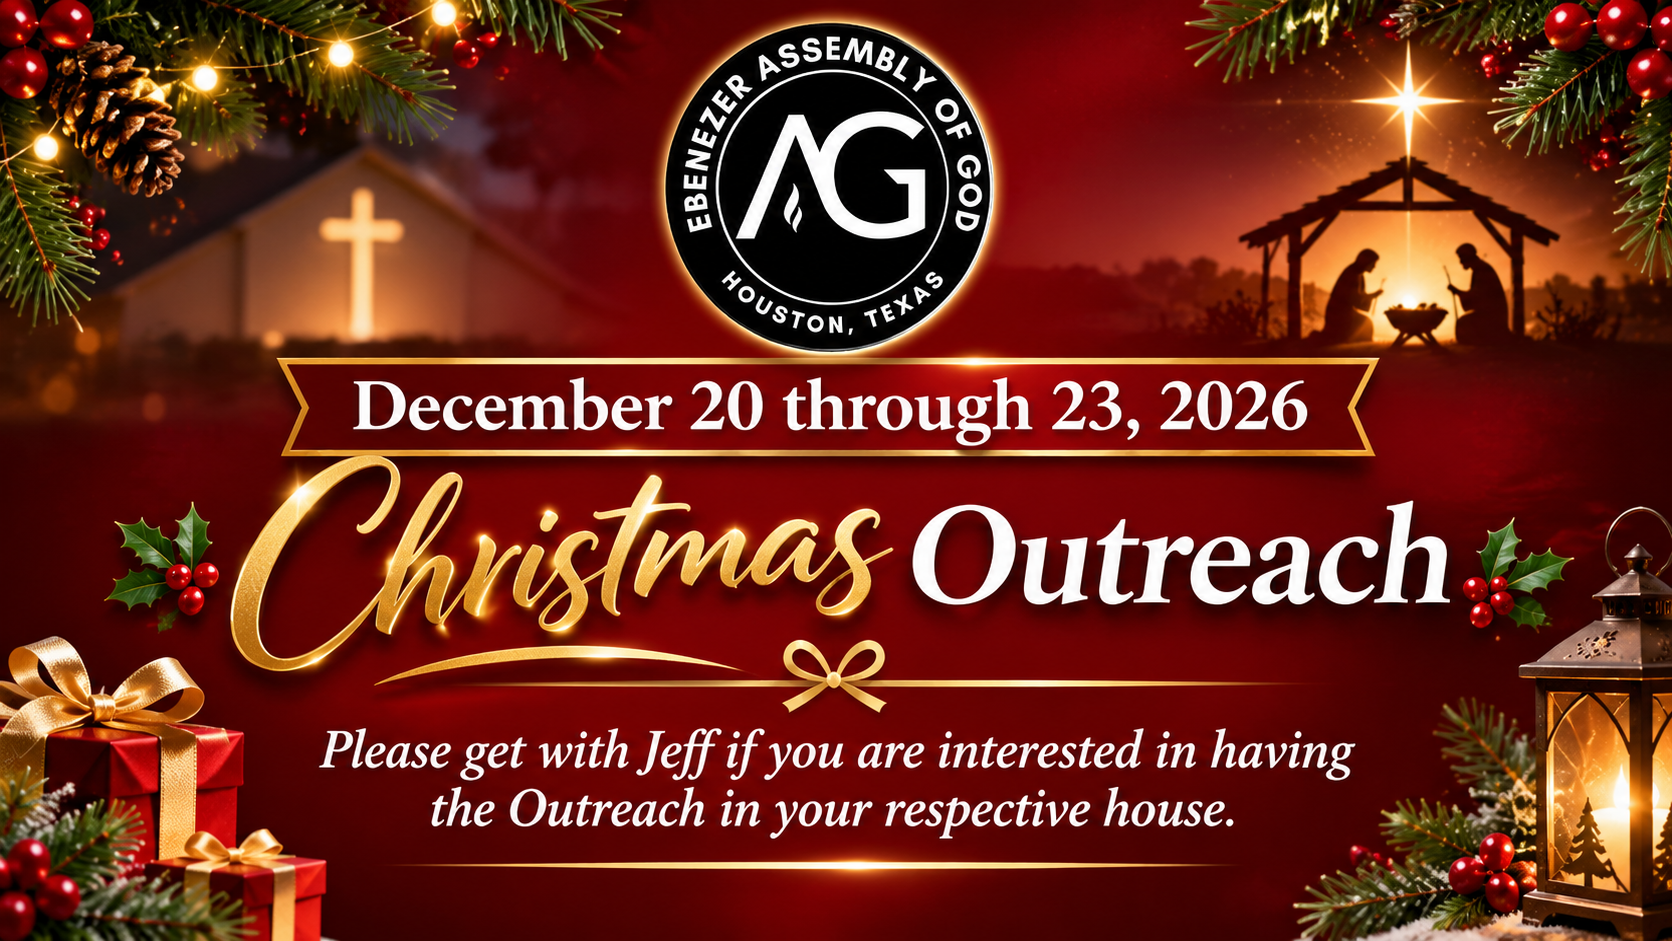 EBENEZER ASSEMBLY OF GOD
AG
HOUSTON, TEXAS
December 20 through 23, 2026
Christmas Outreach
Please get with Jeff if you are interested in having
the Outreach in your respective house.